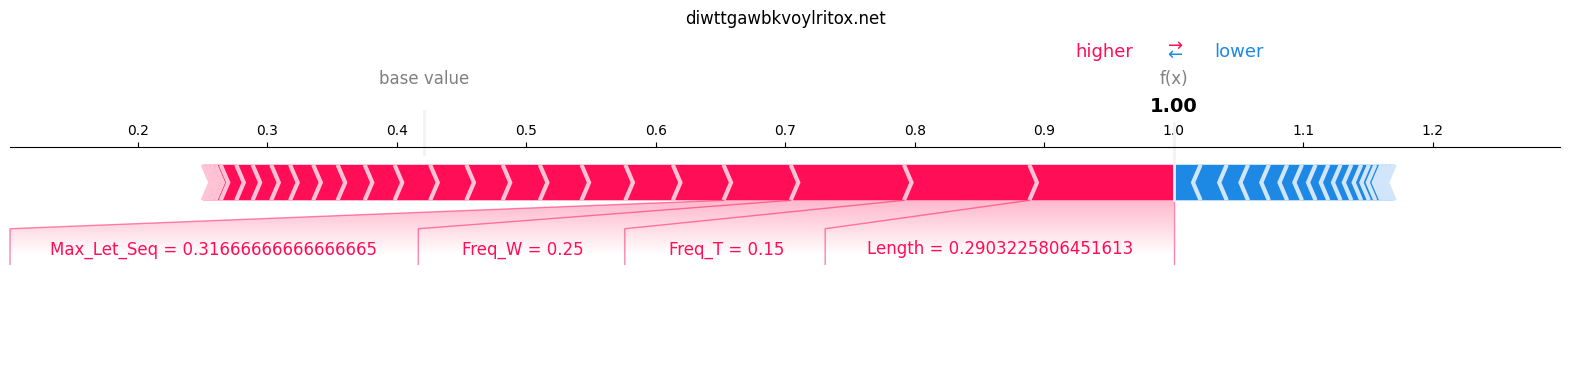 diwttgawbkvoylritox.net
higher → ← lower
base value f(x)
1.00
0.2 0.3 0.4 0.5 0.6 0.7 0.8 0.9 1.0 1.1 1.2
Max_Let_Seq = 0.31666666666666665 Freq_W = 0.25 Freq_T = 0.15 Length = 0.2903225806451613